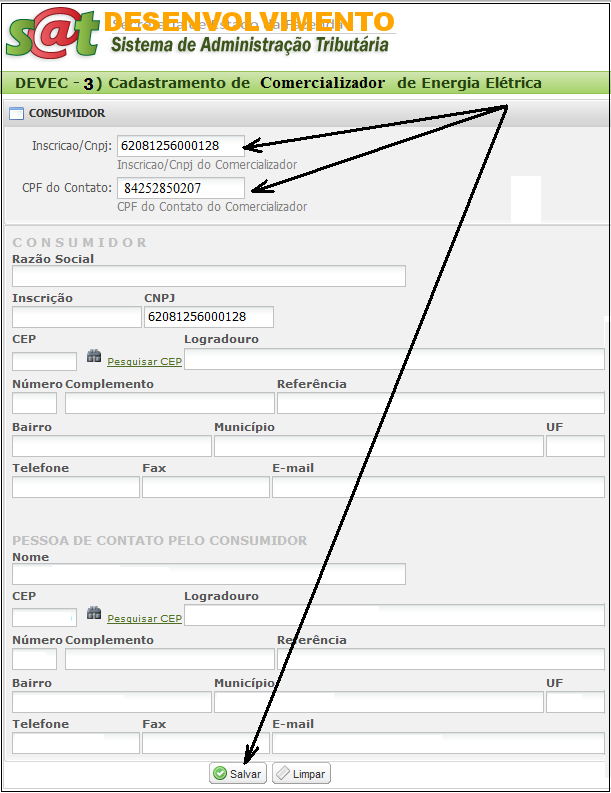 s@t DESENVOLVIMENTO
Sistema de Administração Tributária
DEVEC - 3) Cadastramento de Comercializador de Energia Elétrica
CONSUMIDOR
Inscricao/Cnpj: 62081256000128
Inscricao/Cnpj do Comercializador
CPF do Contato: 84252850207
CPF do Contato do Comercializador
CONSUMIDOR
Razão Social
Inscrição CNPJ
62081256000128
CEP Logradouro
Pesquisar CEP
Número Complemento Referência
Bairro Município UF
Telefone Fax E-mail
PESSOA DE CONTATO PELO CONSUMIDOR
Nome
CEP Logradouro
Pesquisar CEP
Número Complemento Referência
Bairro Município UF
Telefone Fax E-mail
Salvar Limpar